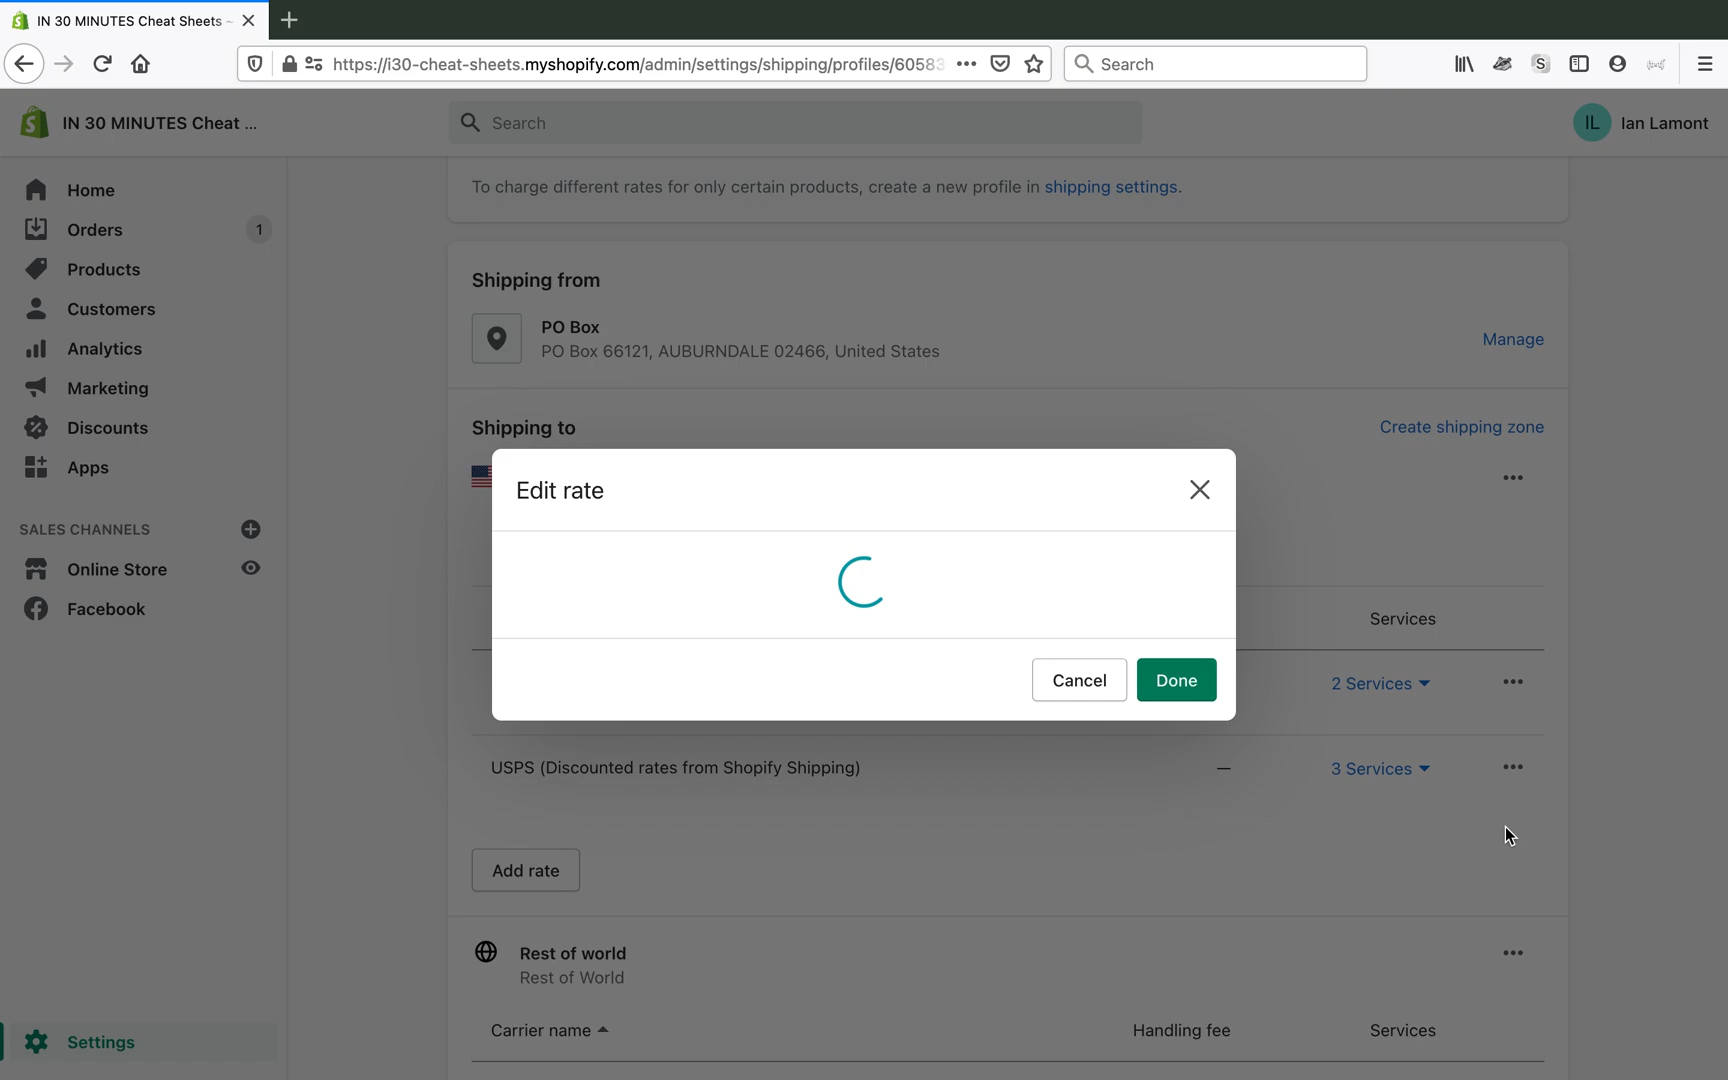 IN 30 MINUTES Cheat Sheets ~
https://i30-cheat-sheets.myshopify.com/admin/settings/shipping/profiles/60583
Search
IN 30 MINUTES Cheat ...
Search
IL
Ian Lamont
Home
Orders
1
Products
Customers
Analytics
Marketing
Discounts
Apps
SALES CHANNELS
Online Store
Facebook
Settings
To charge different rates for only certain products, create a new profile in shipping settings.
Shipping from
PO Box
PO Box 66121, AUBURNDALE 02466, United States
Manage
Shipping to
Create shipping zone
Edit rate
Cancel
Done
Services
2 Services
USPS (Discounted rates from Shopify Shipping)
—
3 Services
Add rate
Rest of world
Rest of World
Carrier name
Handling fee
Services